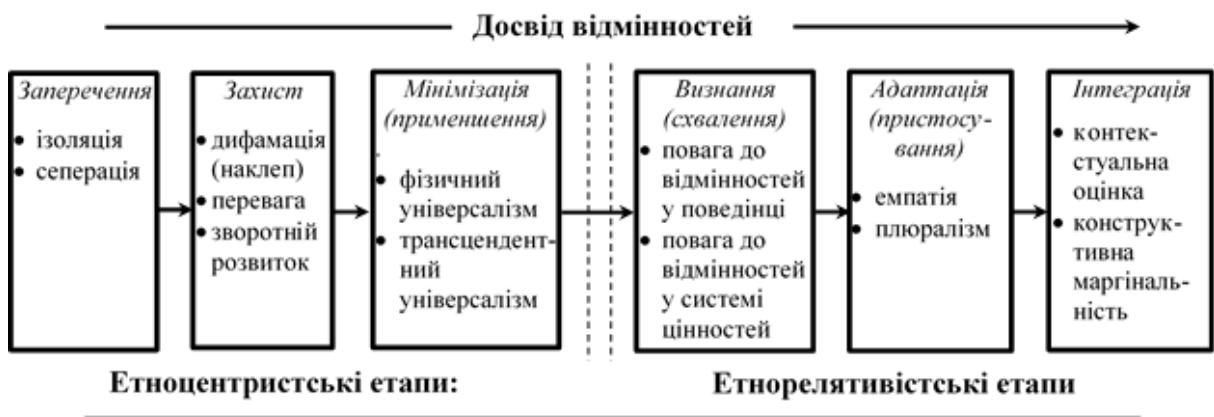 Досвід відмінностей
Заперечення
• ізоляція
• сеперація
Захист
• дифамація
(наклеп)
• перевага
• зворотній
розвиток
Мінімізація
(применшення)
• фізичний
універсалізм
• трансцендент-
ний
універсалізм
Визнання
(схвалення)
• повага до
відмінностей
у поведінці
• повага до
відмінностей
у системі
цінностей
Адаптація
(пристосу-
вання)
• емпатія
• плюралізм
Інтеграція
• контек-
стуальна
оцінка
• конструк-
тивна
маргіналь-
ність
Етноцентристські етапи:
Етнорелятивістські етапи